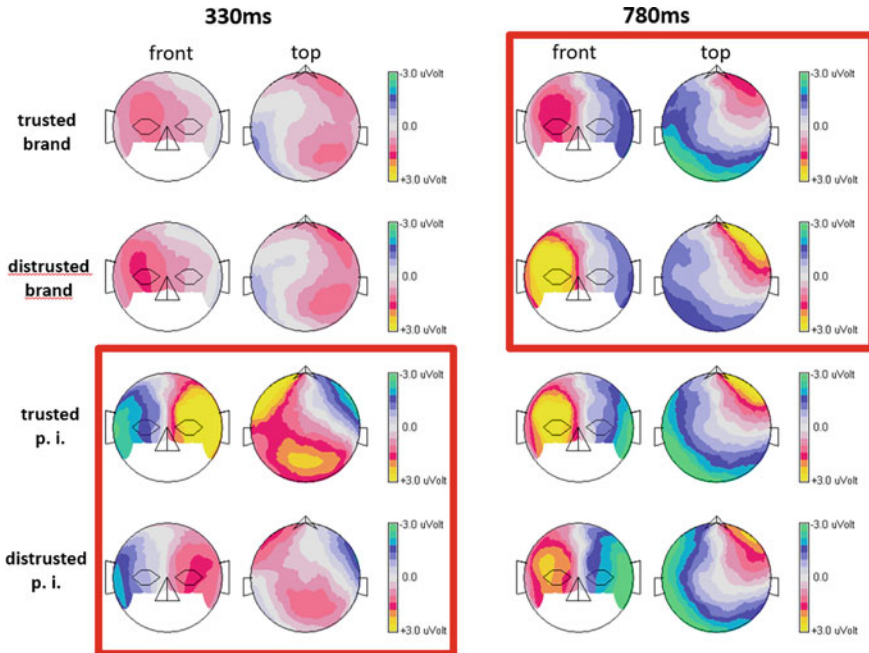 330ms 780ms
front top front top
trusted brand
-3.0 uVolt
0.0
+3.0 uVolt
-3.0 uVolt
0.0
+3.0 uVolt
distrusted brand
-3.0 uVolt
0.0
+3.0 uVolt
-3.0 uVolt
0.0
+3.0 uVolt
trusted p. i.
-3.0 uVolt
0.0
+3.0 uVolt
-3.0 uVolt
0.0
+3.0 uVolt
distrusted p. i.
-3.0 uVolt
0.0
+3.0 uVolt
-3.0 uVolt
0.0
+3.0 uVolt